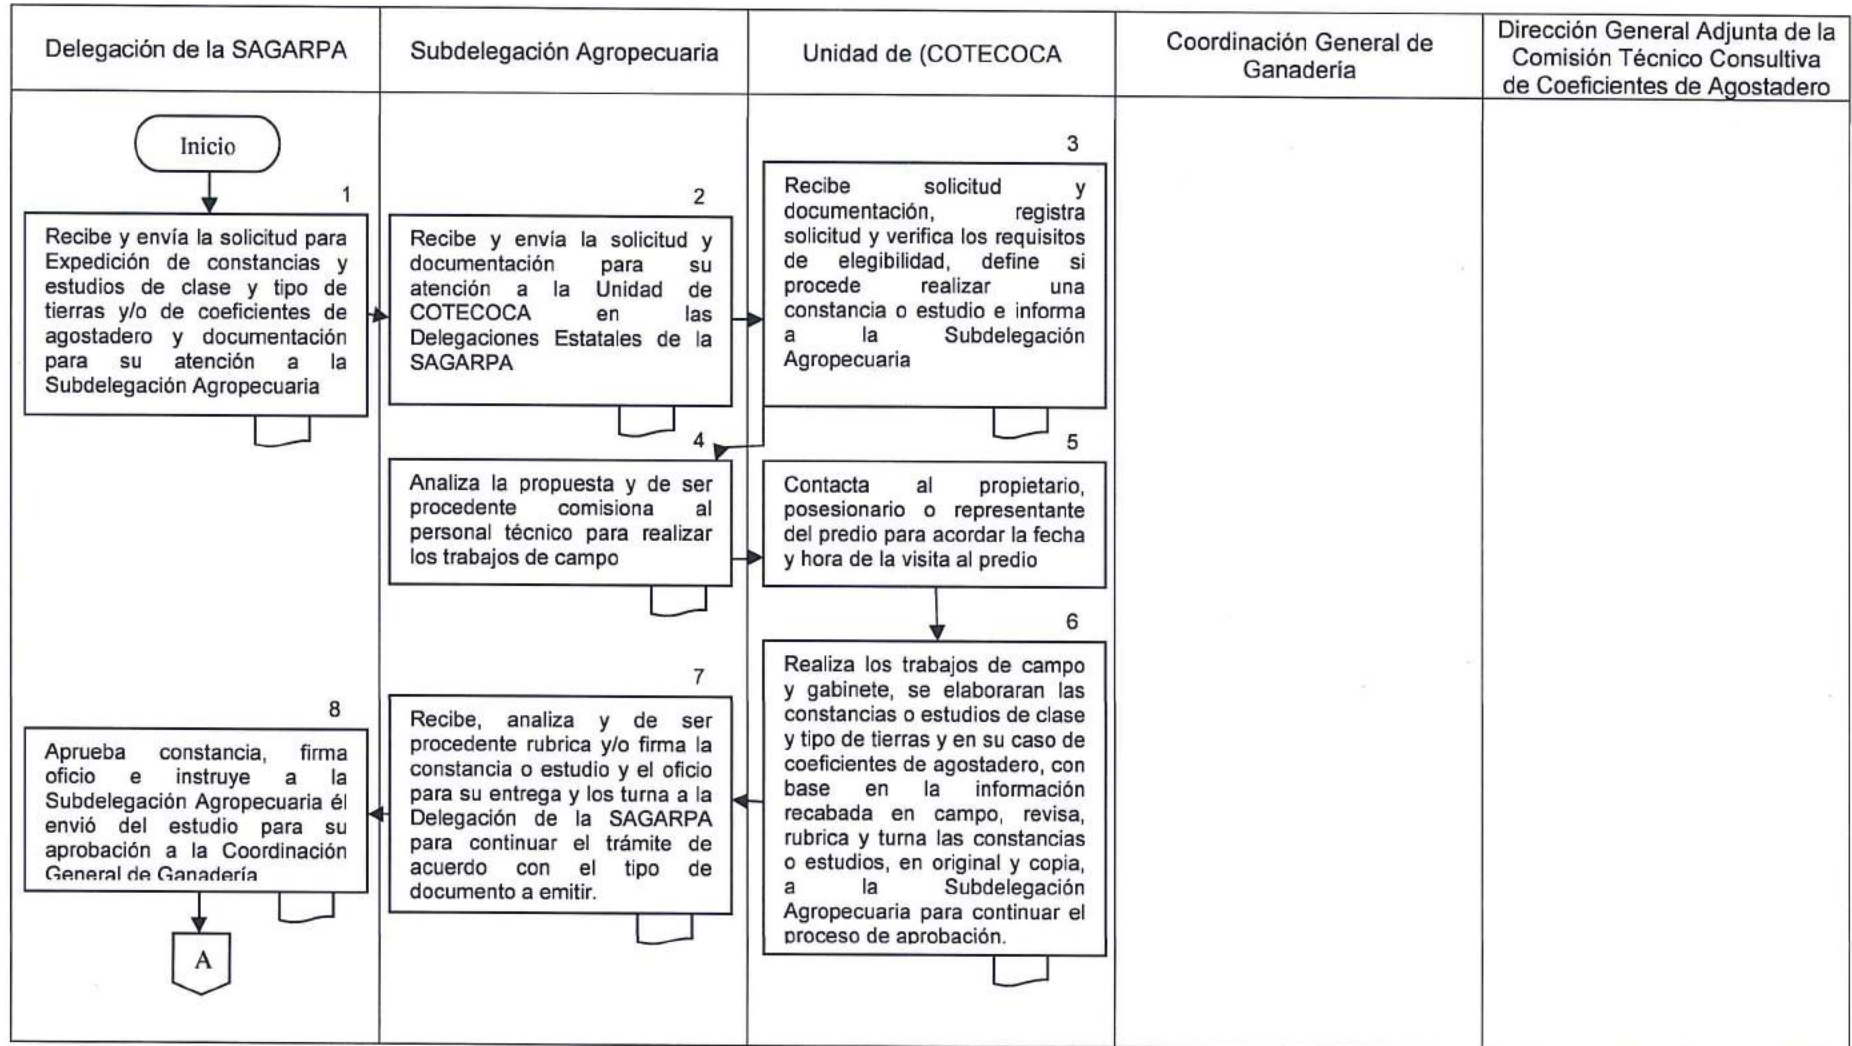 Delegación de la SAGARPA
Subdelegación Agropecuaria
Unidad de (COTECOCA
Coordinación General de
Ganadería
Dirección General Adjunta de la
Comisión Técnico Consultiva
de Coeficientes de Agostadero
Inicio
1
Recibe y envía la solicitud para
Expedición de constancias y
estudios de clase y tipo de
tierras y/o de coeficientes de
agostadero y documentación
para su atención a la
Subdelegación Agropecuaria
2
Recibe y envía la solicitud y
documentación para su
atención a la Unidad de
COTECOCA en las
Delegaciones Estatales de la
SAGARPA
3
Recibe solicitud y
documentación, registra
solicitud y verifica los requisitos
de elegibilidad, define si
procede realizar una
constancia o estudio e informa
a la Subdelegación
Agropecuaria
4
Analiza la propuesta y de ser
procedente comisiona al
personal técnico para realizar
los trabajos de campo
5
Contacta al propietario,
posesionario o representante
del predio para acordar la fecha
y hora de la visita al predio
6
Realiza los trabajos de campo
y gabinete, se elaboraran las
constancias o estudios de clase
y tipo de tierras y en su caso de
coeficientes de agostadero, con
base en la información
recabada en campo, revisa,
rubrica y turna las constancias
o estudios, en original y copia,
a la Subdelegación
Agropecuaria para continuar el
proceso de aprobación.
7
Recibe, analiza y de ser
procedente rubrica y/o firma la
constancia o estudio y el oficio
para su entrega y los turna a la
Delegación de la SAGARPA
para continuar el trámite de
acuerdo con el tipo de
documento a emitir.
8
Aprueba constancia, firma
oficio e instruye a la
Subdelegación Agropecuaria él
envió del estudio para su
aprobación a la Coordinación
General de Ganadería
A